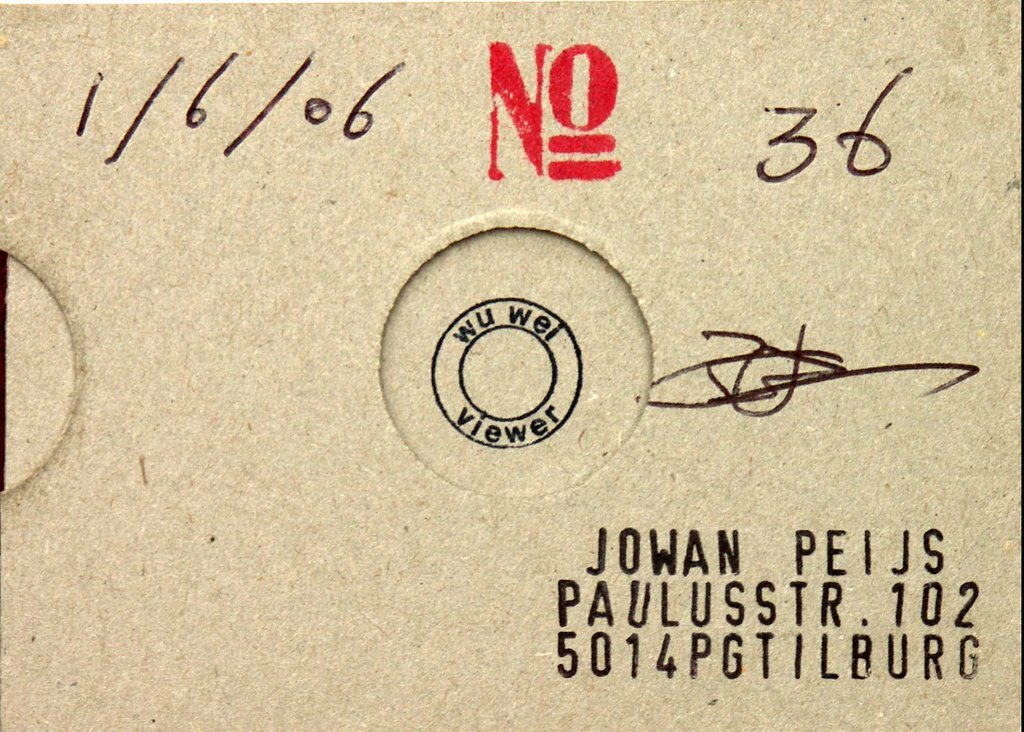 1/6/06 No 36
wu wei
viewer
JOWAN PEIJS
PAULUSSTR.102
5014PGTILBURG